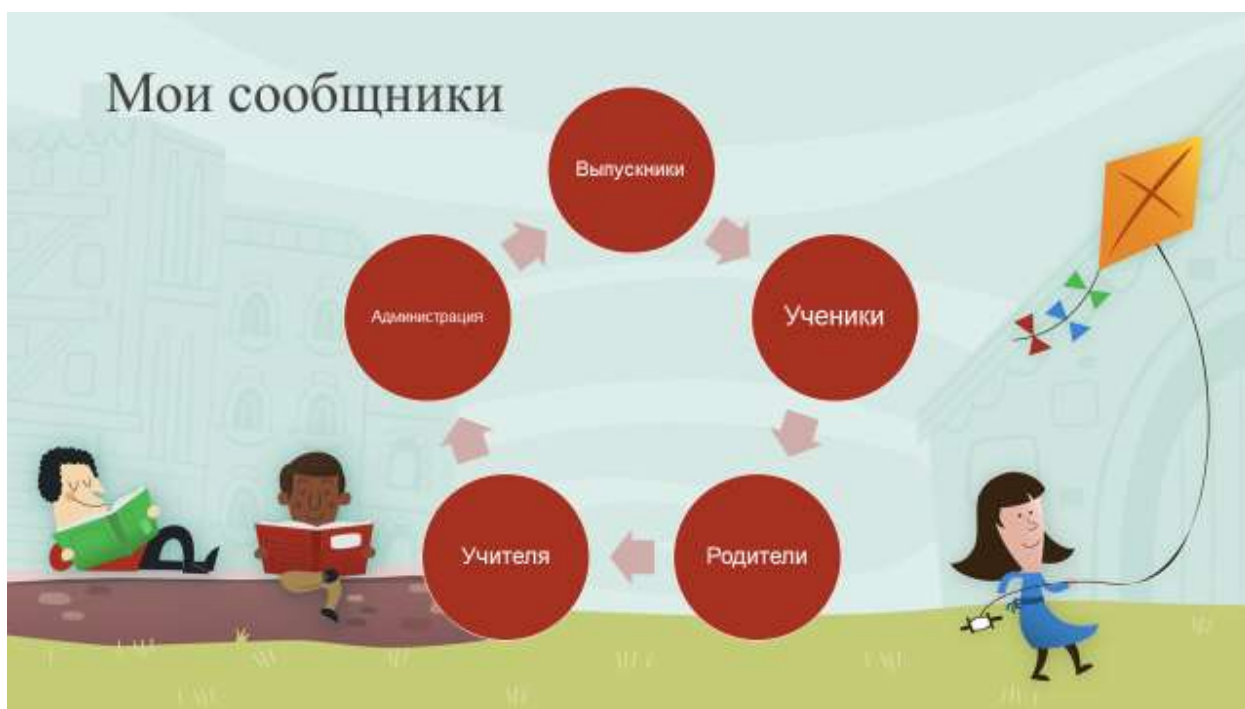 Мои сообщники
Выпускники
Ученики
Родители
Учителя
Администрация